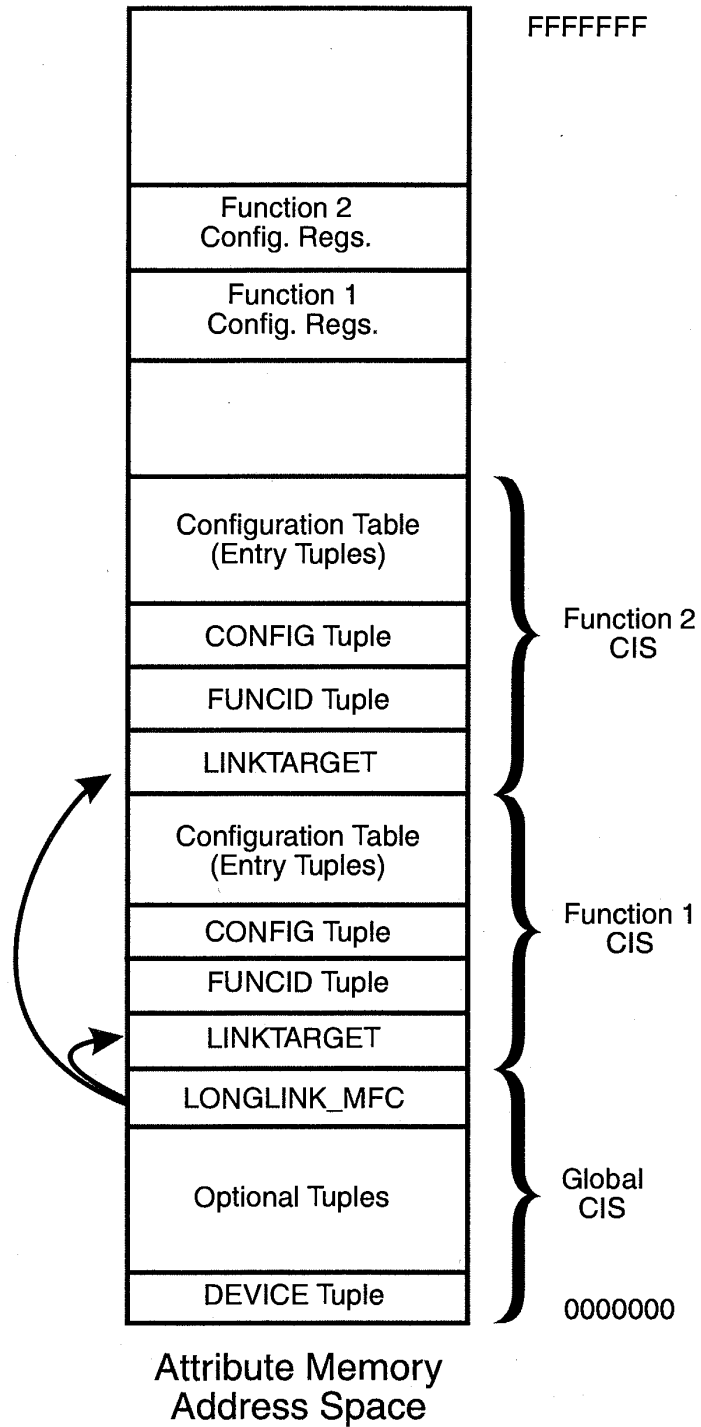 FFFFFFF
Function 2
Config. Regs.
Function 1
Config. Regs.
Configuration Table
(Entry Tuples)
CONFIG Tuple
FUNCID Tuple
LINKTARGET
Function 2
CIS
Configuration Table
(Entry Tuples)
CONFIG Tuple
FUNCID Tuple
LINKTARGET
Function 1
CIS
LONGLINK_MFC
Optional Tuples
DEVICE Tuple
Global
CIS
0000000
Attribute Memory
Address Space